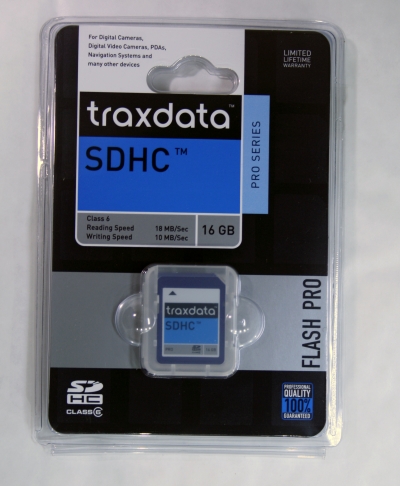 For Digital Cameras,
Digital Video Cameras, PDAs,
Navigation Systems and
many other devices
LIMITED
LIFETIME
WARRANTY
traxdata™
SDHC™
PRO SERIES
Class 6
Reading Speed 18 MB/Sec
Writing Speed 10 MB/Sec
16 GB
traxdata
SDHC™
FLASH PRO
SD
HC
CLASS 6
PROFESSIONAL
QUALITY
100%
GUARANTEED